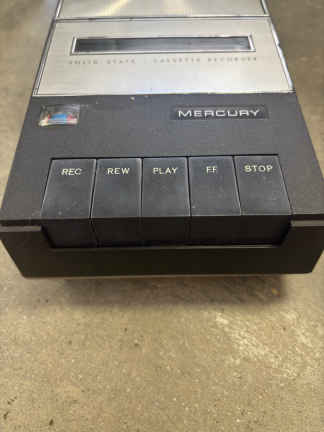 SOLID STATE CASSETTE RECORDER
MERCURY
REC REW PLAY FF STOP